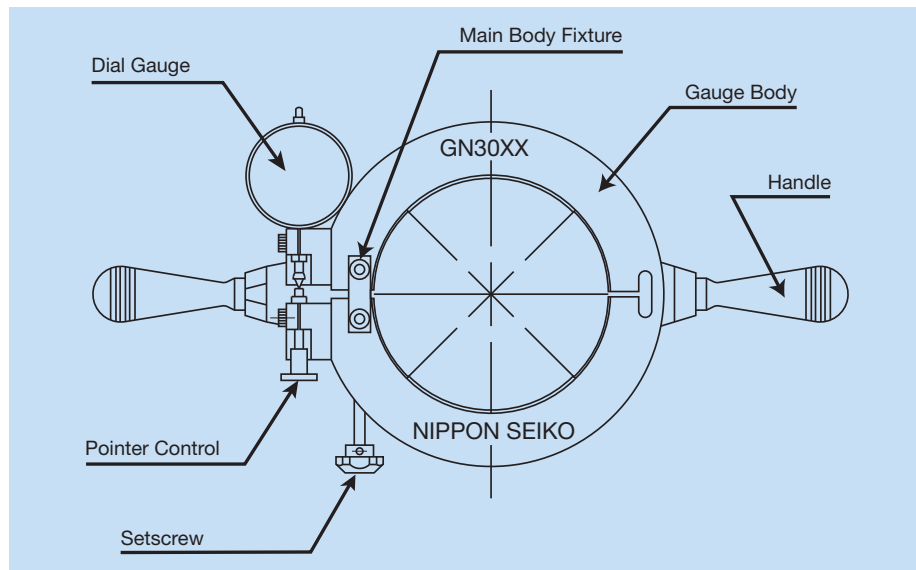 Main Body Fixture
Dial Gauge
Gauge Body
GN30XX
Handle
NIPPON SEIKO
Pointer Control
Setscrew